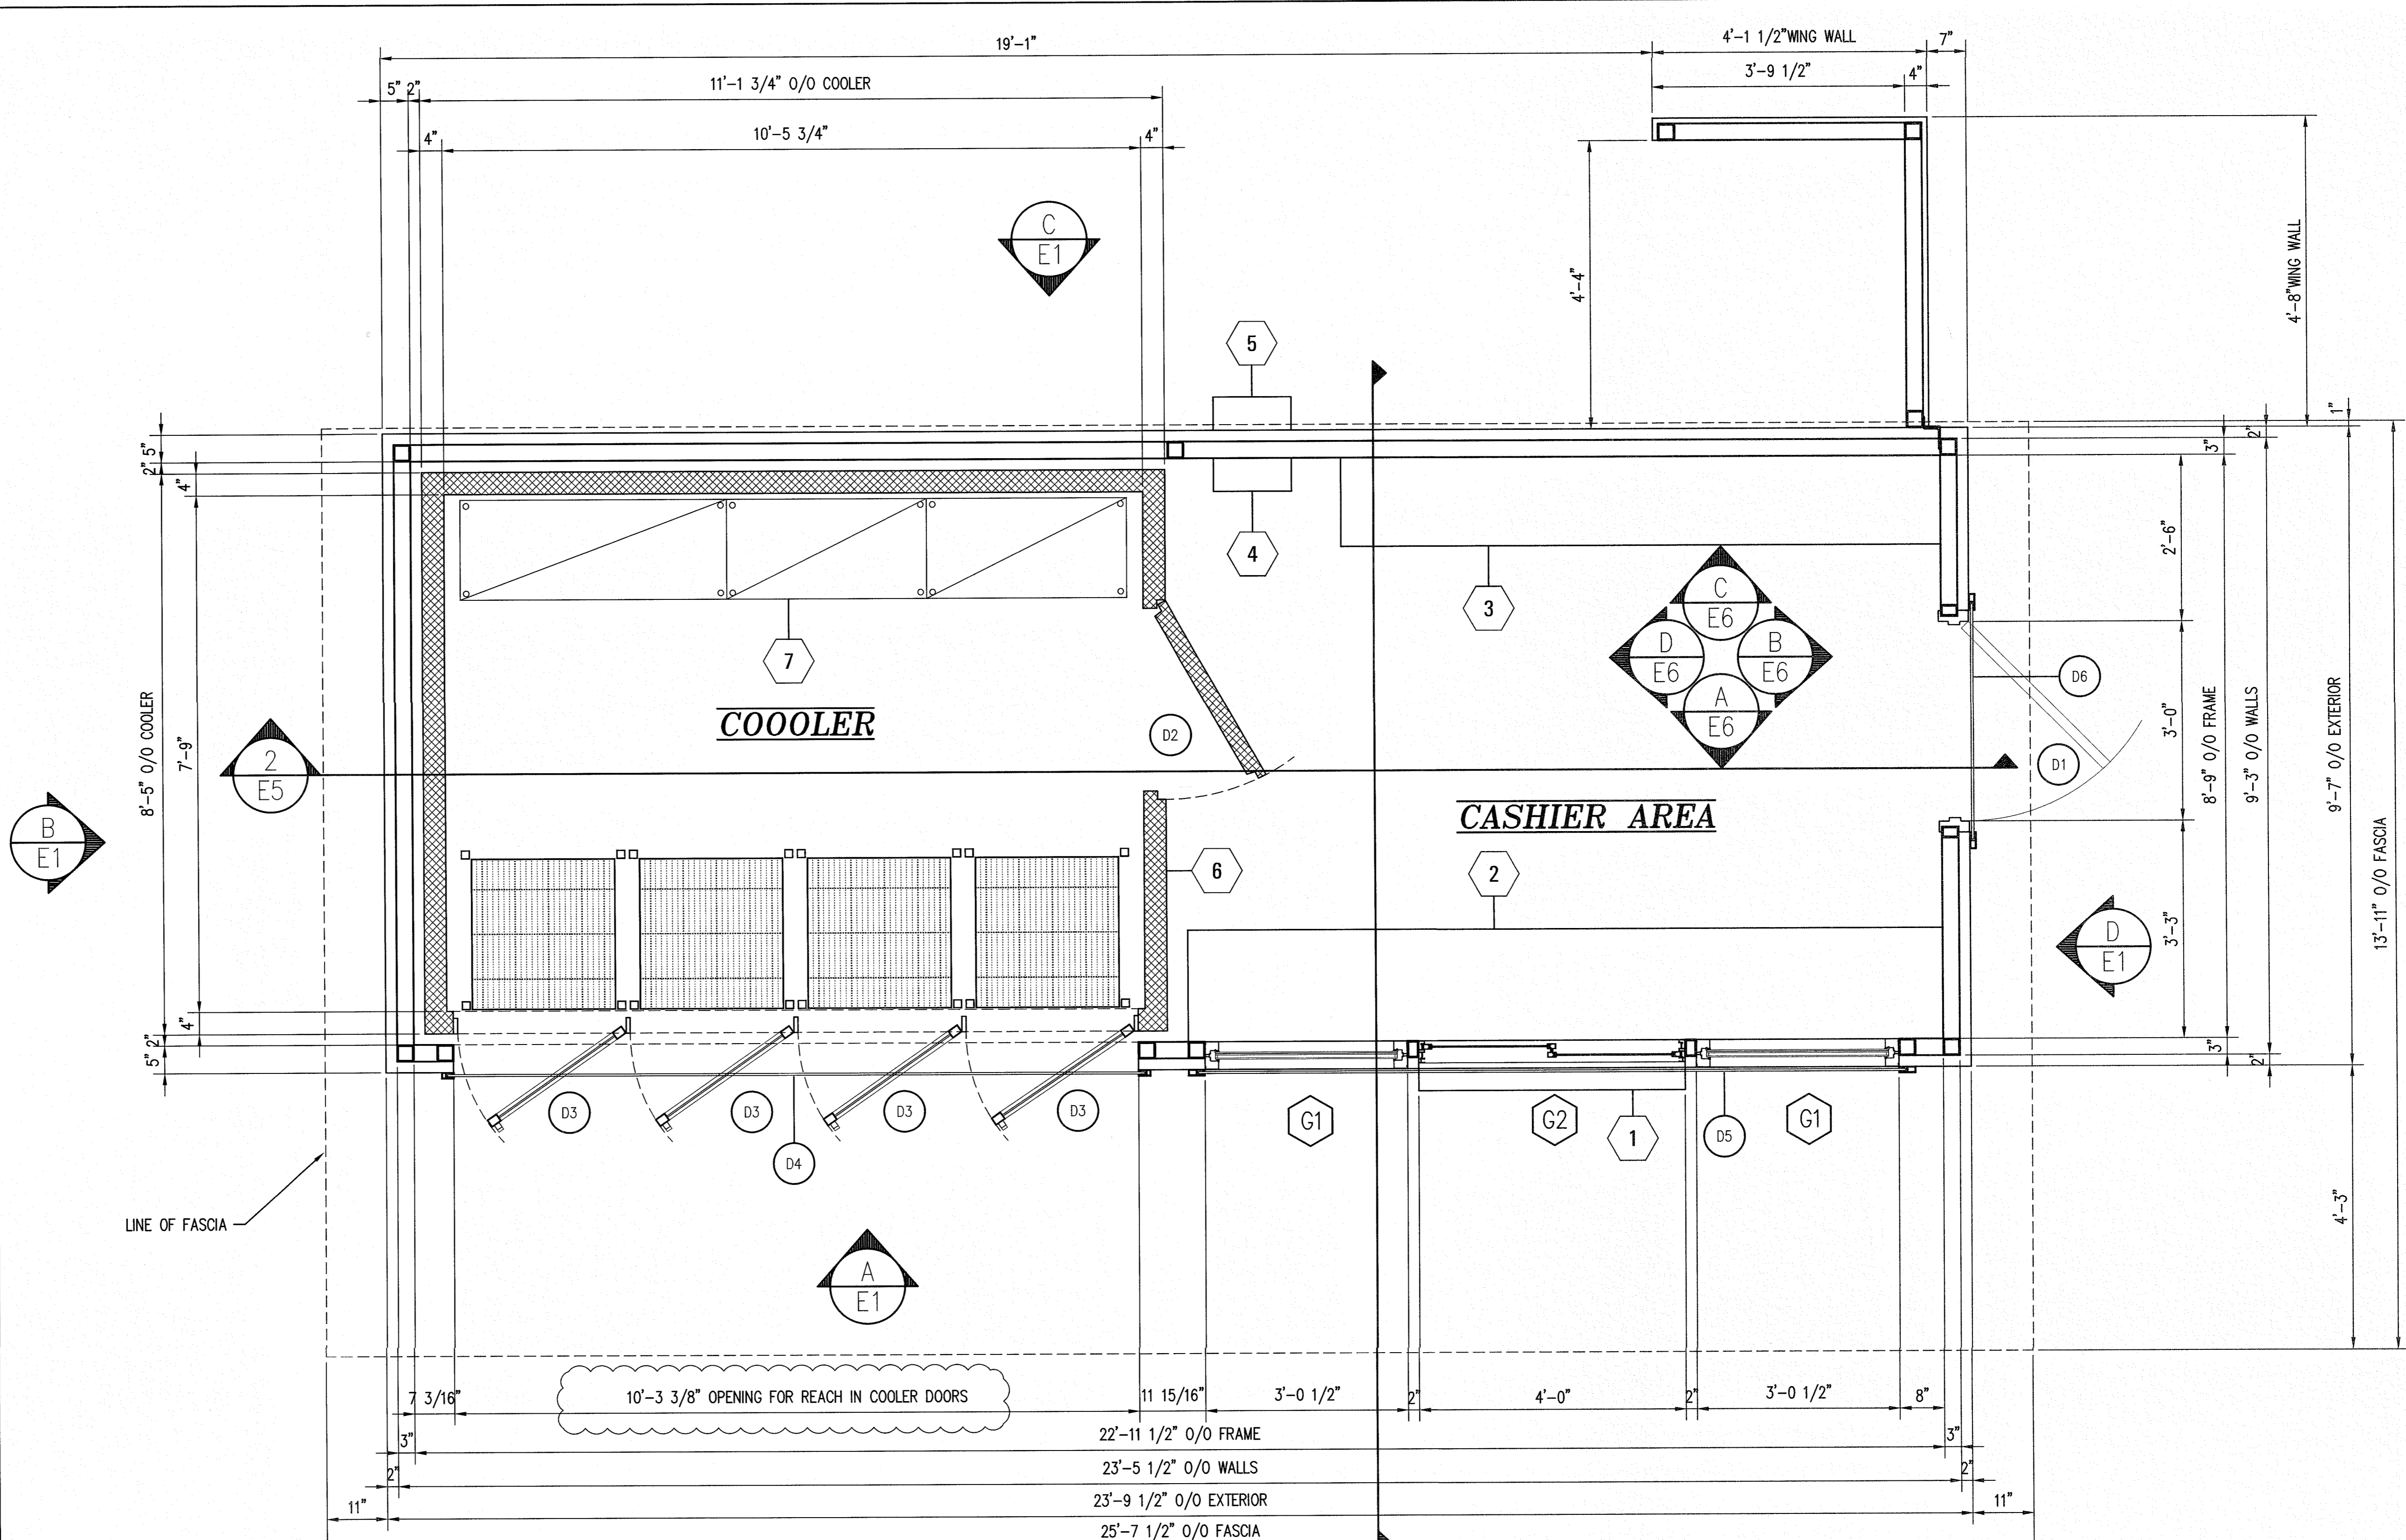 19'-1"
4'-1 1/2"WING WALL
7"
5"
2"
11'-1 3/4" O/O COOLER
3'-9 1/2"
4"
4"
10'-5 3/4"
4"
C
E1
4'-4"
4'-8"WING WALL
5
5"
2"
4"
1"
2"
3"
4
3
C
E6
D
E6
B
E6
A
E6
2'-6"
7
D6
COOOLER
D2
8'-5" O/O COOLER
7'-9"
2
E5
B
E1
3'-0"
D1
8'-9" O/O FRAME
9'-3" O/O WALLS
9'-7" O/O EXTERIOR
13'-11" O/O FASCIA
CASHIER AREA
6
2
3'-3"
D
E1
4"
2"
5"
3"
2"
D3
D3
D3
D3
G1
G2
1
D5
G1
D4
LINE OF FASCIA
4'-3"
A
E1
7 3/16"
10'-3 3/8" OPENING FOR REACH IN COOLER DOORS
11 15/16"
3'-0 1/2"
2"
4'-0"
2"
3'-0 1/2"
8"
3"
22'-11 1/2" O/O FRAME
3"
2"
23'-5 1/2" O/O WALLS
2"
11"
23'-9 1/2" O/O EXTERIOR
11"
25'-7 1/2" O/O FASCIA